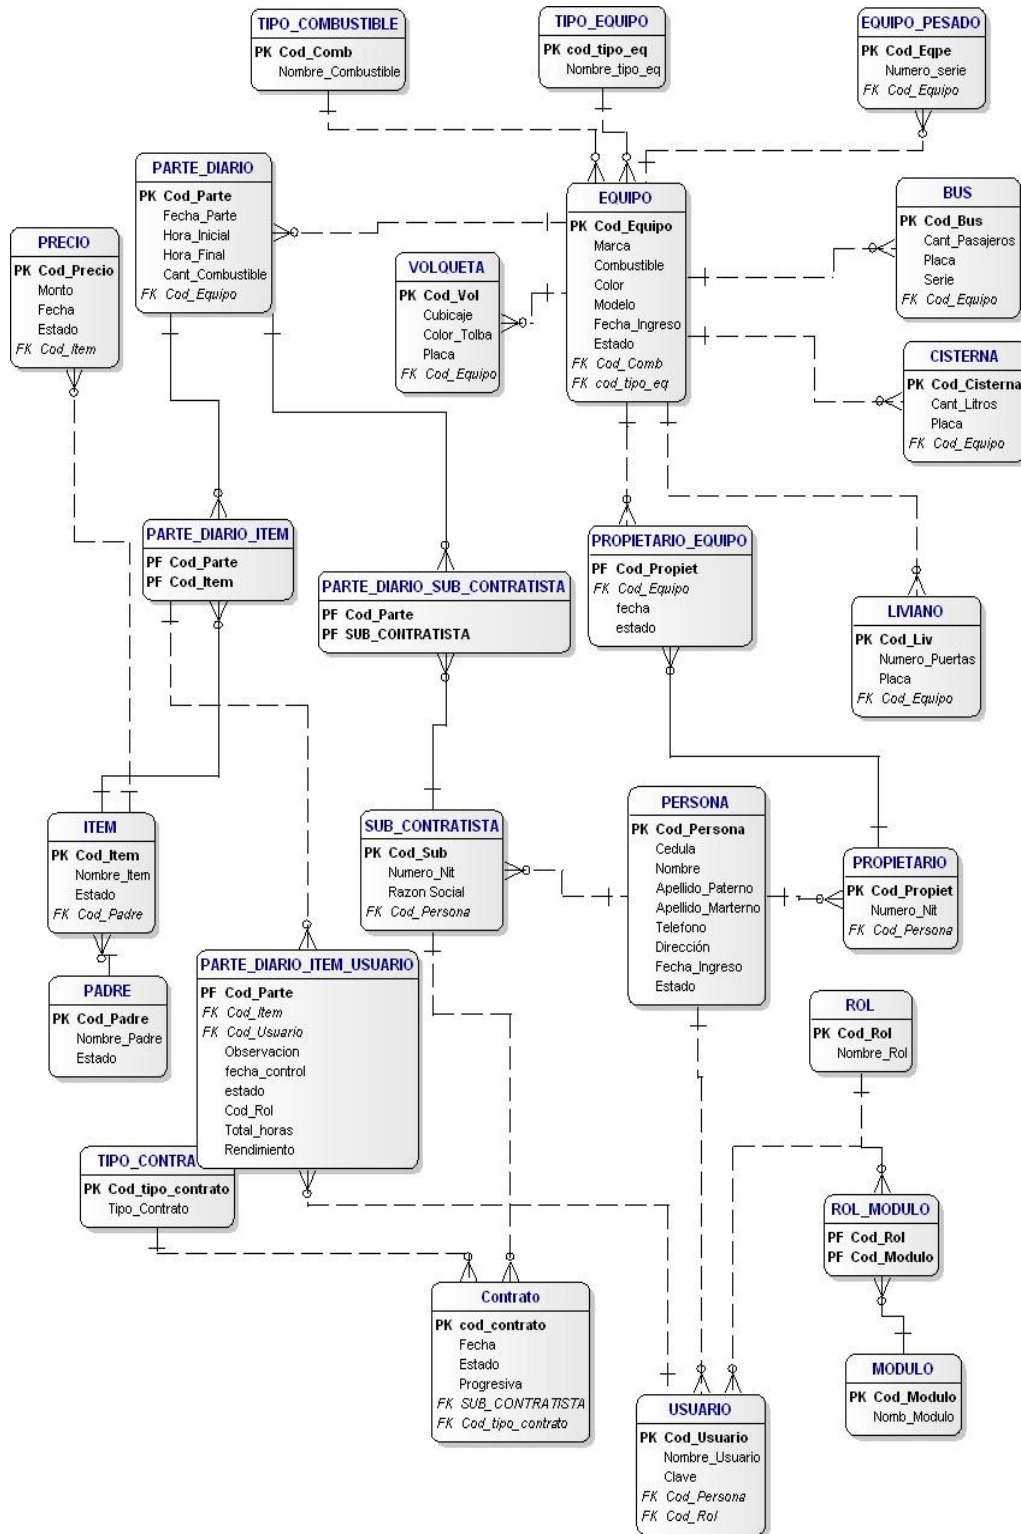 TIPO_COMBUSTIBLE
PK Cod_Comb
Nombre_Combustible
TIPO_EQUIPO
PK cod_tipo_eq
Nombre_tipo_eq
EQUIPO_PESADO
PK Cod_Eqpe
Numero_serie
FK Cod_Equipo
PARTE_DIARIO
PK Cod_Parte
Fecha_Parte
Hora_Inicial
Hora_Final
Cant_Combustible
FK Cod_Equipo
EQUIPO
PK Cod_Equipo
Marca
Combustible
Color
Modelo
Fecha_Ingreso
Estado
FK Cod_Comb
FK cod_tipo_eq
BUS
PK Cod_Bus
Cant_Pasajeros
Placa
Serie
FK Cod_Equipo
PRECIO
PK Cod_Precio
Monto
Fecha
Estado
FK Cod_Item
VOLQUETA
PK Cod_Vol
Cubicaje
Color_Tolba
Placa
FK Cod_Equipo
CISTERNA
PK Cod_Cisterna
Cant_Litros
Placa
FK Cod_Equipo
PARTE_DIARIO_ITEM
PF Cod_Parte
PF Cod_Item
PROPIETARIO_EQUIPO
PF Cod_Propiet
FK Cod_Equipo
fecha
estado
PARTE_DIARIO_SUB_CONTRATISTA
PF Cod_Parte
PF SUB_CONTRATISTA
LIVIANO
PK Cod_Liv
Numero_Puertas
Placa
FK Cod_Equipo
ITEM
PK Cod_Item
Nombre_Item
Estado
FK Cod_Padre
SUB_CONTRATISTA
PK Cod_Sub
Numero_Nit
Razon Social
FK Cod_Persona
PERSONA
PK Cod_Persona
Cedula
Nombre
Apellido_Paterno
Apellido_Marterno
Telefono
Dirección
Fecha_Ingreso
Estado
PROPIETARIO
PK Cod_Propiet
Numero_Nit
FK Cod_Persona
PADRE
PK Cod_Padre
Nombre_Padre
Estado
PARTE_DIARIO_ITEM_USUARIO
PF Cod_Parte
FK Cod_Item
FK Cod_Usuario
Observacion
fecha_control
estado
Cod_Rol
Total_horas
Rendimiento
ROL
PK Cod_Rol
Nombre_Rol
TIPO_CONTRA
PK Cod_tipo_contrato
Tipo_Contrato
ROL_MODULO
PF Cod_Rol
PF Cod_Modulo
Contrato
PK cod_contrato
Fecha
Estado
Progresiva
FK SUB_CONTRATISTA
FK Cod_tipo_contrato
MODULO
PK Cod_Modulo
Nomb_Modulo
USUARIO
PK Cod_Usuario
Nombre_Usuario
Clave
FK Cod_Persona
FK Cod_Rol